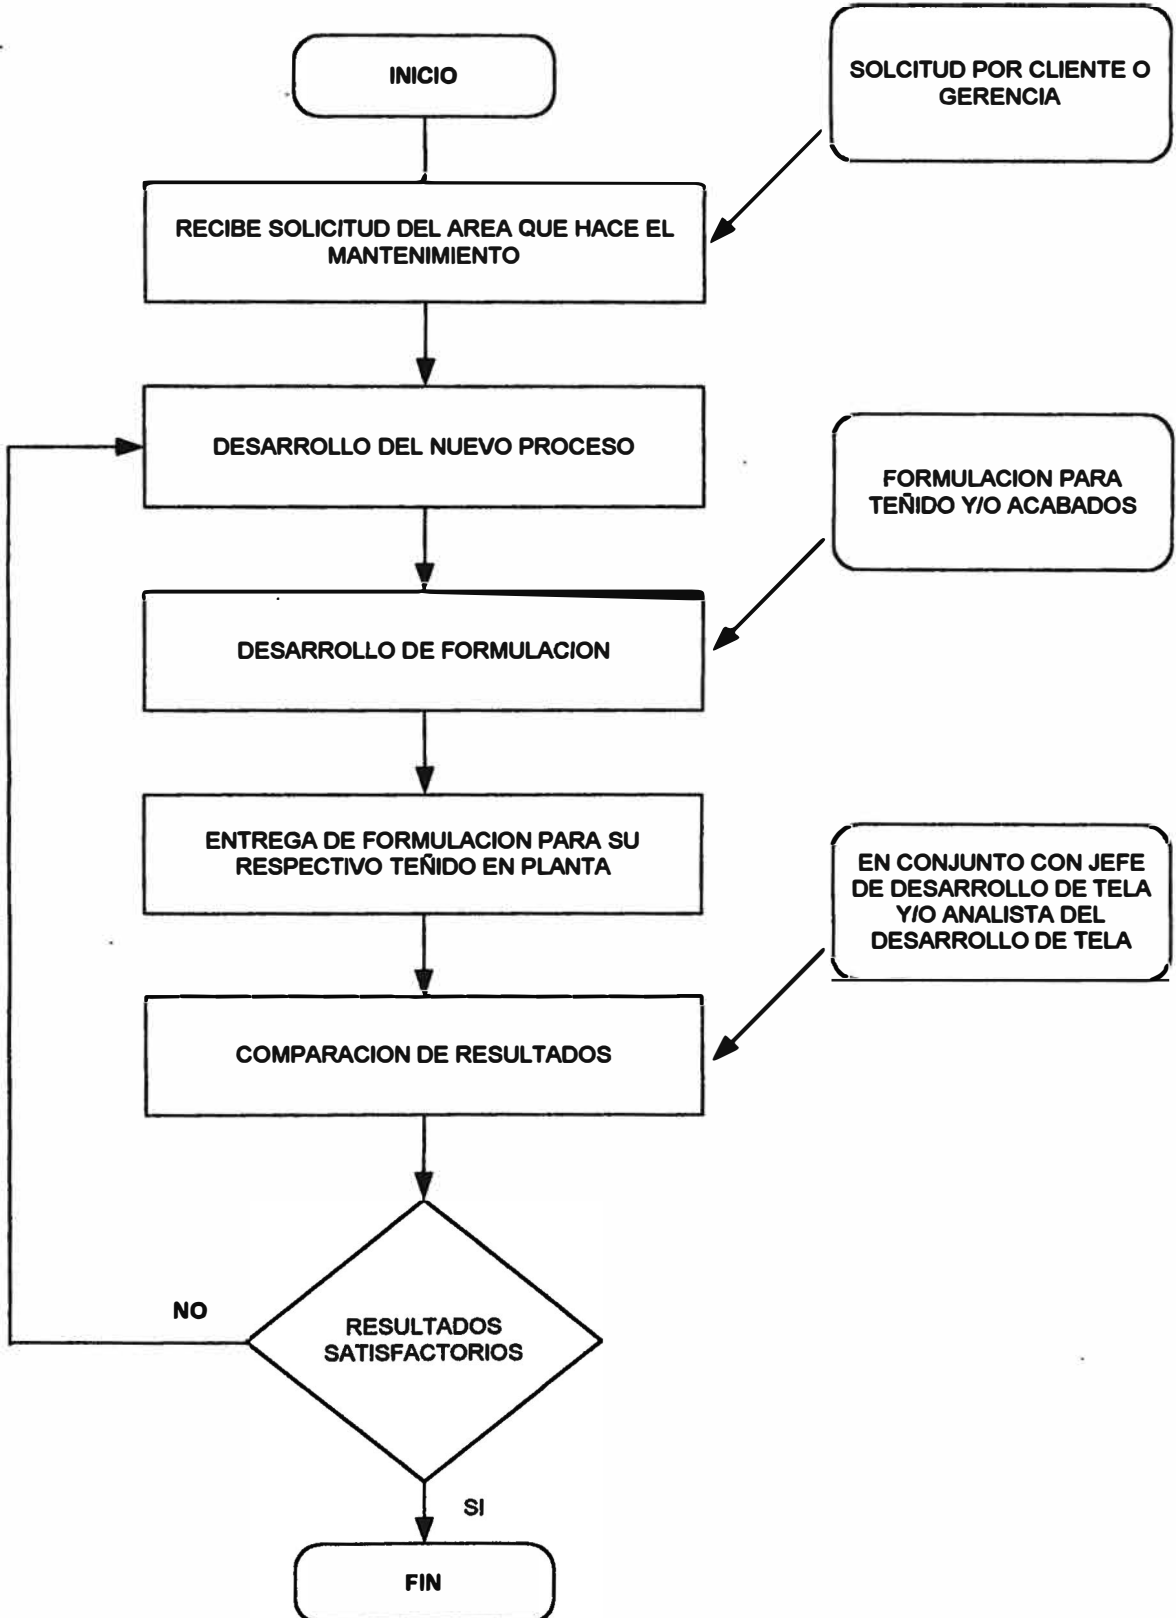 INICIO
SOLCITUD POR CLIENTE O
GERENCIA
RECIBE SOLICITUD DEL AREA QUE HACE EL
MANTENIMIENTO
DESARROLLO DEL NUEVO PROCESO
FORMULACION PARA
TEÑIDO Y/O ACABADOS
DESARROLLO DE FORMULACION
ENTREGA DE FORMULACION PARA SU
RESPECTIVO TEÑIDO EN PLANTA
EN CONJUNTO CON JEFE
DE DESARROLLO DE TELA
Y/O ANALISTA DEL
DESARROLLO DE TELA
COMPARACION DE RESULTADOS
NO
RESULTADOS
SATISFACTORIOS
SI
FIN